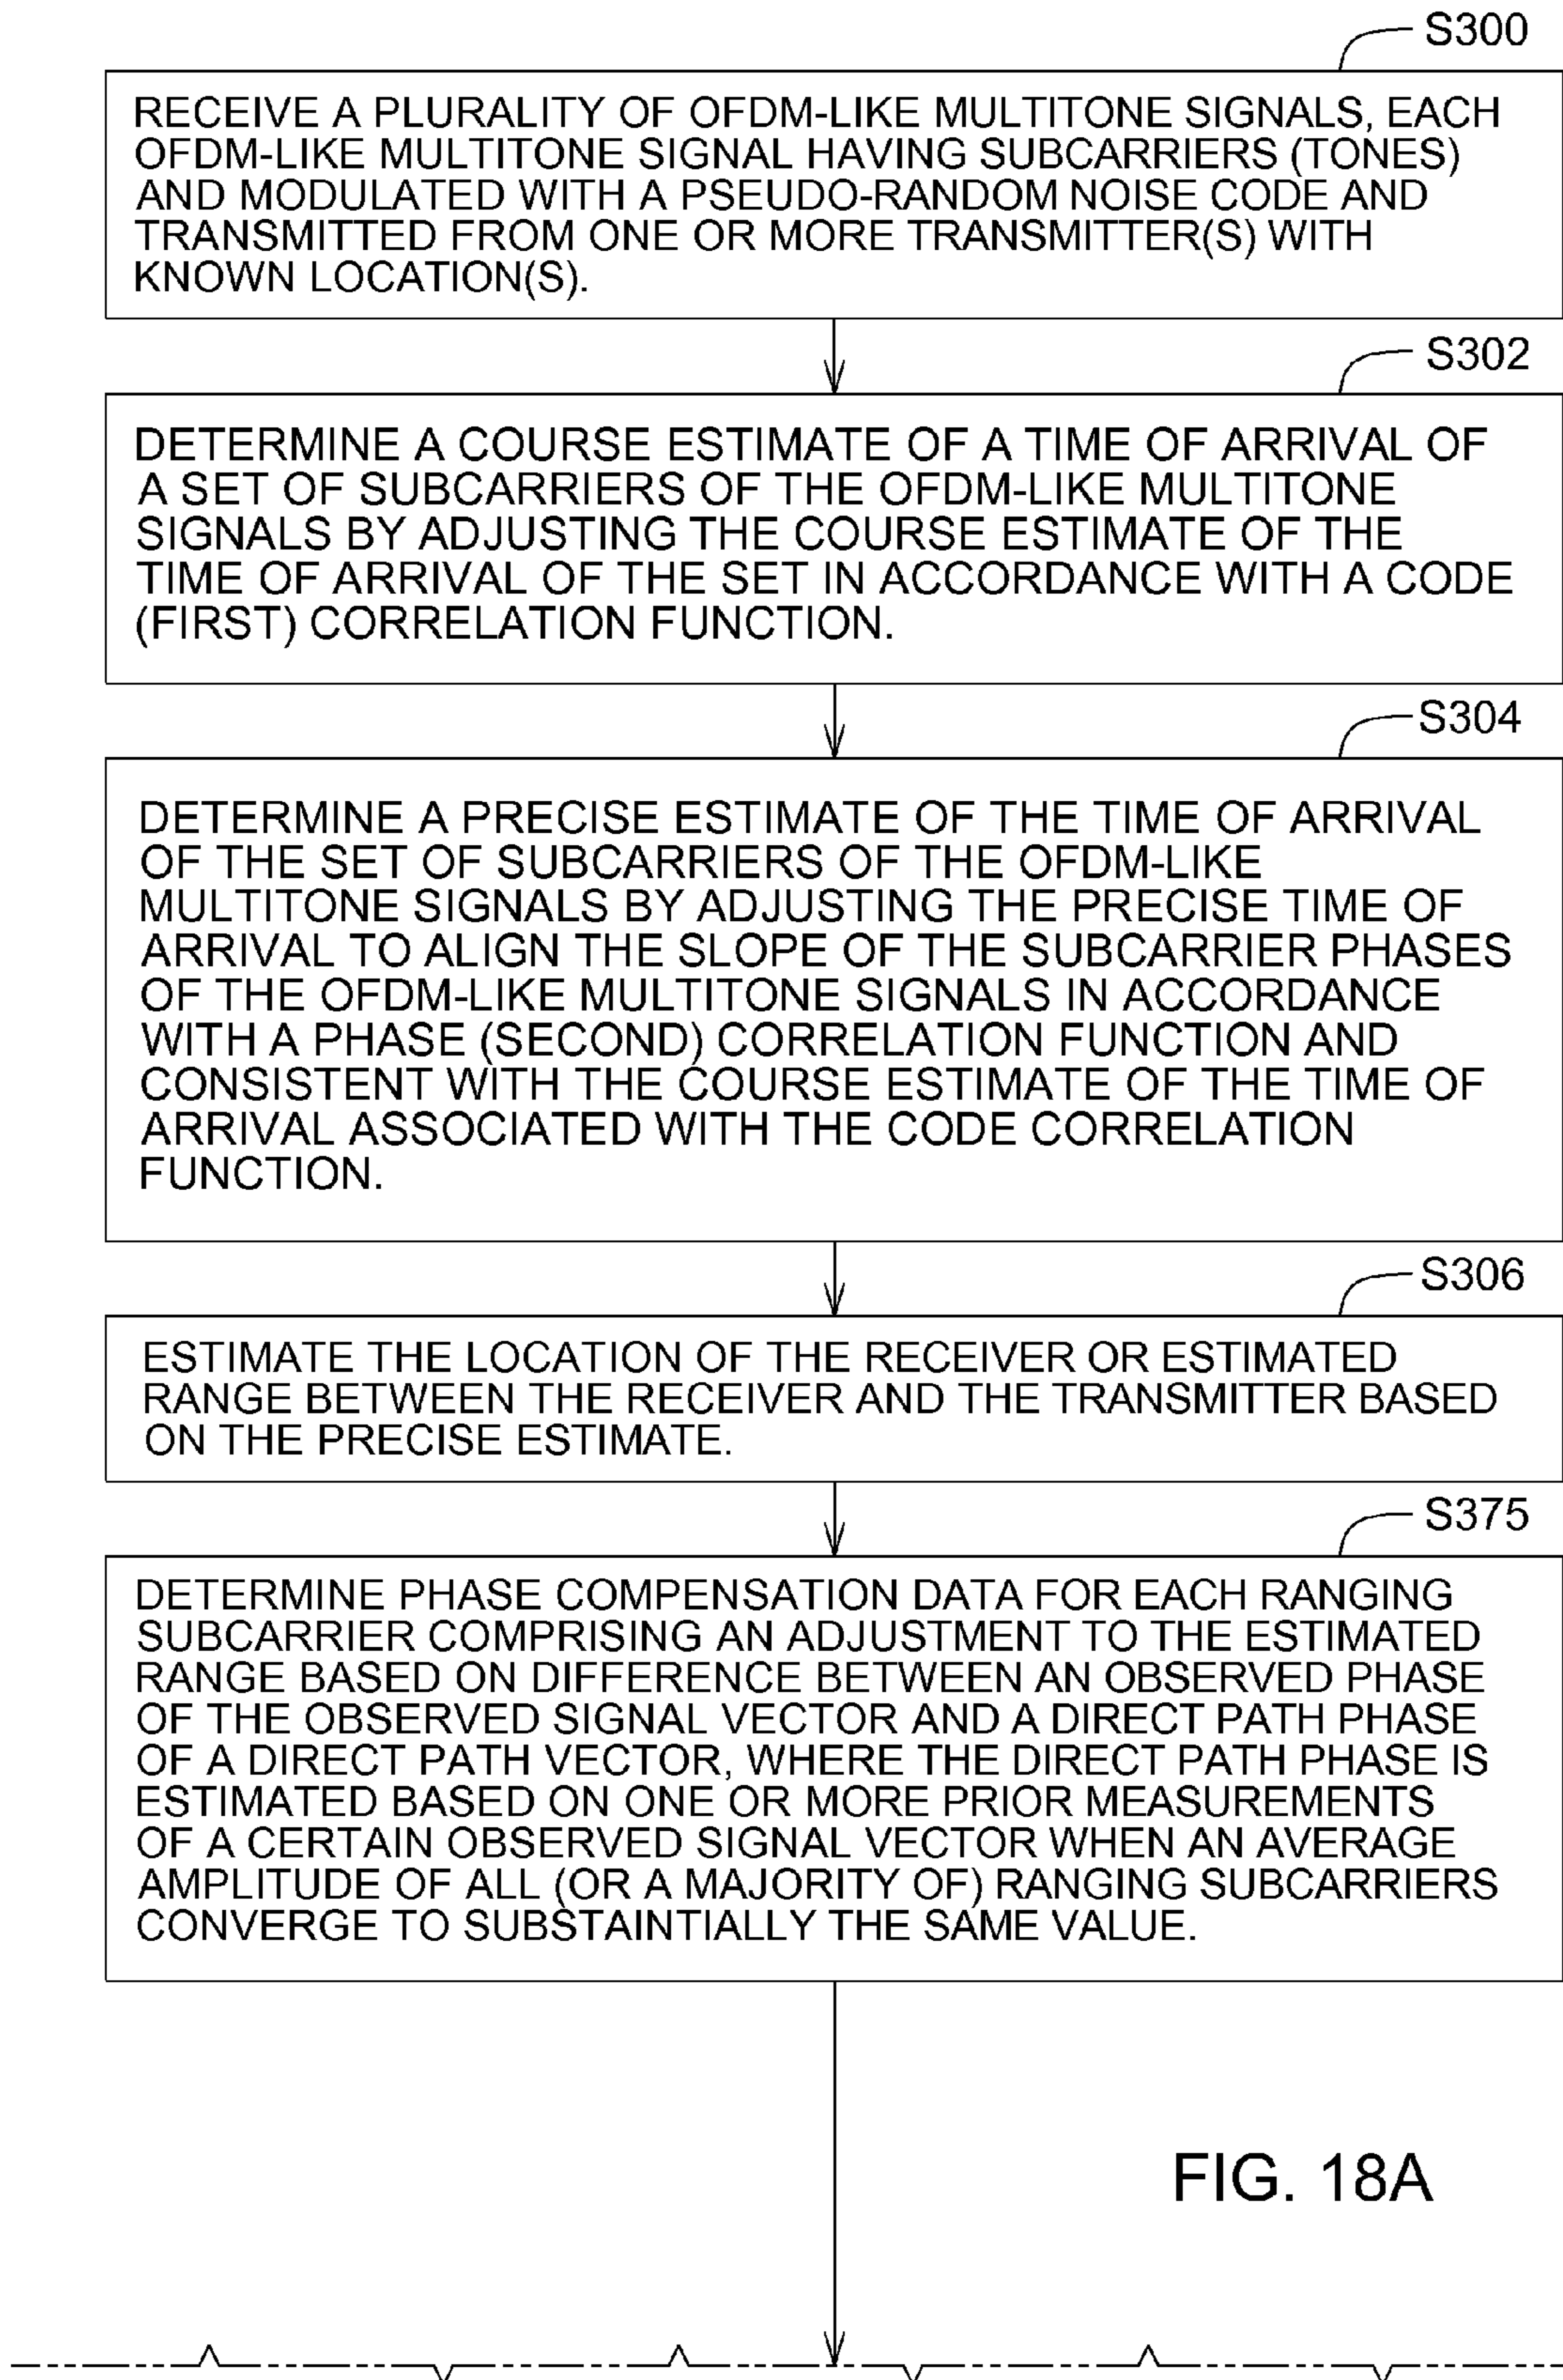 S300
RECEIVE A PLURALITY OF OFDM-LIKE MULTITONE SIGNALS, EACH
OFDM-LIKE MULTITONE SIGNAL HAVING SUBCARRIERS (TONES)
AND MODULATED WITH A PSEUDO-RANDOM NOISE CODE AND
TRANSMITTED FROM ONE OR MORE TRANSMITTER(S) WITH
KNOWN LOCATION(S).
S302
DETERMINE A COURSE ESTIMATE OF A TIME OF ARRIVAL OF
A SET OF SUBCARRIERS OF THE OFDM-LIKE MULTITONE
SIGNALS BY ADJUSTING THE COURSE ESTIMATE OF THE
TIME OF ARRIVAL OF THE SET IN ACCORDANCE WITH A CODE
(FIRST) CORRELATION FUNCTION.
S304
DETERMINE A PRECISE ESTIMATE OF THE TIME OF ARRIVAL
OF THE SET OF SUBCARRIERS OF THE OFDM-LIKE
MULTITONE SIGNALS BY ADJUSTING THE PRECISE TIME OF
ARRIVAL TO ALIGN THE SLOPE OF THE SUBCARRIER PHASES
OF THE OFDM-LIKE MULTITONE SIGNALS IN ACCORDANCE
WITH A PHASE (SECOND) CORRELATION FUNCTION AND
CONSISTENT WITH THE COURSE ESTIMATE OF THE TIME OF
ARRIVAL ASSOCIATED WITH THE CODE CORRELATION
FUNCTION.
S306
ESTIMATE THE LOCATION OF THE RECEIVER OR ESTIMATED
RANGE BETWEEN THE RECEIVER AND THE TRANSMITTER BASED
ON THE PRECISE ESTIMATE.
S375
DETERMINE PHASE COMPENSATION DATA FOR EACH RANGING
SUBCARRIER COMPRISING AN ADJUSTMENT TO THE ESTIMATED
RANGE BASED ON DIFFERENCE BETWEEN AN OBSERVED PHASE
OF THE OBSERVED SIGNAL VECTOR AND A DIRECT PATH PHASE
OF A DIRECT PATH VECTOR, WHERE THE DIRECT PATH PHASE IS
ESTIMATED BASED ON ONE OR MORE PRIOR MEASUREMENTS
OF A CERTAIN OBSERVED SIGNAL VECTOR WHEN AN AVERAGE
AMPLITUDE OF ALL (OR A MAJORITY OF) RANGING SUBCARRIERS
CONVERGE TO SUBSTAINTIALLY THE SAME VALUE.
FIG. 18A